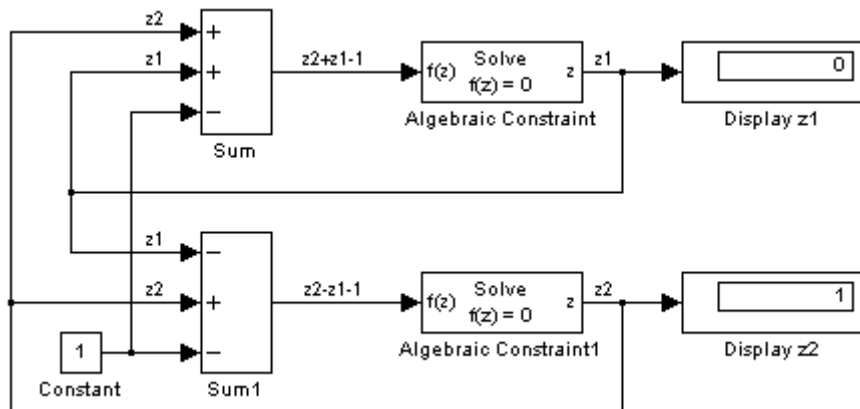 z2
+
z1
+
−
Sum
z2+z1-1
f(z)
Solve
f(z) = 0
z
Algebraic Constraint
z1
0
Display z1
z1
−
z2
+
−
1
Constant
Sum1
z2-z1-1
f(z)
Solve
f(z) = 0
z
Algebraic Constraint1
z2
1
Display z2